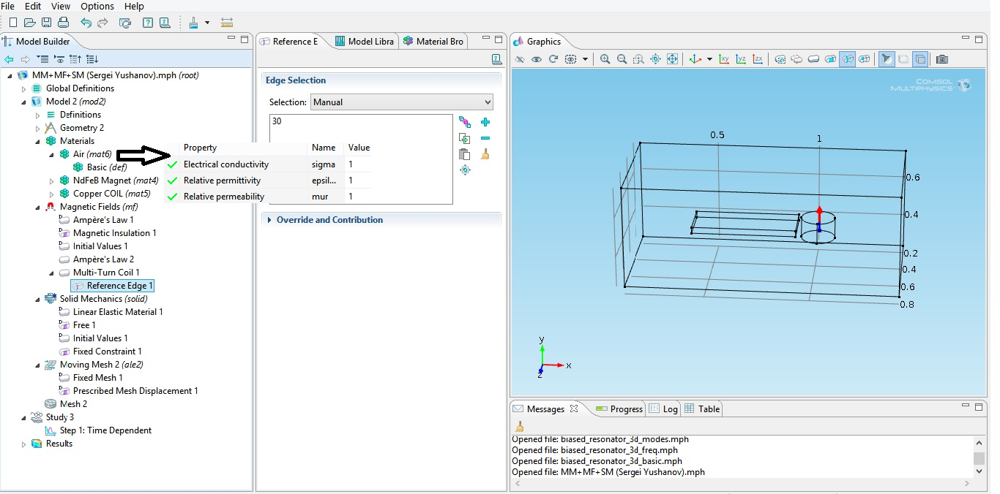 File Edit View Options Help
Model Builder
MM+MF+SM (Sergei Yushanov).mph (root)
Global Definitions
Model 2 (mod2)
Definitions
Geometry 2
Materials
Air (mat6)
Basic (def)
NdFeB Magnet (mat4)
Copper COIL (mat5)
Magnetic Fields (mf)
Ampère's Law 1
Magnetic Insulation 1
Initial Values 1
Ampère's Law 2
Multi-Turn Coil 1
Reference Edge 1
Solid Mechanics (solid)
Linear Elastic Material 1
Free 1
Initial Values 1
Fixed Constraint 1
Moving Mesh 2 (ale2)
Fixed Mesh 1
Prescribed Mesh Displacement 1
Mesh 2
Study 3
Step 1: Time Dependent
Results
Reference E Model Libra Material Bro
Edge Selection
Selection: Manual
30
Property Name Value
Electrical conductivity sigma 1
Relative permittivity epsil... 1
Relative permeability mur 1
Override and Contribution
Graphics
xy yz xz
COMSOL
MULTIPHYSICS
0.5 1
0.6
0.4
0.2
0.4
0.6
0.8
y
x
z
Messages Progress Log Table
Opened file: biased_resonator_3d_modes.mph
Opened file: biased_resonator_3d_freq.mph
Opened file: biased_resonator_3d_basic.mph
Opened file: MM+MF+SM (Sergei Yushanov).mph